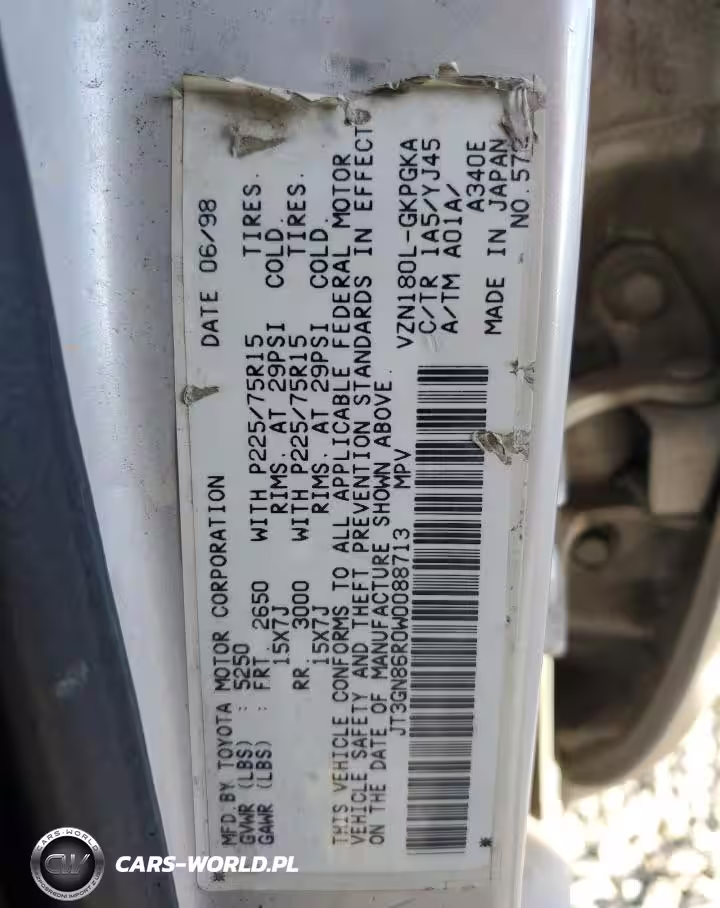 MFD.BY TOYOTA MOTOR CORPORATION DATE 06/98
GVWR (LBS) : 5250
GAWR (LBS) : FRT. 2650 WITH P225/75R15 TIRES.
15X7J RIMS. AT 29PSI COLD.
RR. 3000 WITH P225/75R15 TIRES.
15X7J RIMS. AT 29PSI COLD.
THIS VEHICLE CONFORMS TO ALL APPLICABLE FEDERAL MOTOR
VEHICLE SAFETY AND THEFT PREVENTION STANDARDS IN EFFECT
ON THE DATE OF MANUFACTURE SHOWN ABOVE.
JT3GN86R0W0088713 MPV
VZN180L-GKPGKA
C/TR 1A5/YJ45
A/TM A01A/
A340E
MADE IN JAPAN
CARS-WORLD
CW
CARS-WORLD.PL